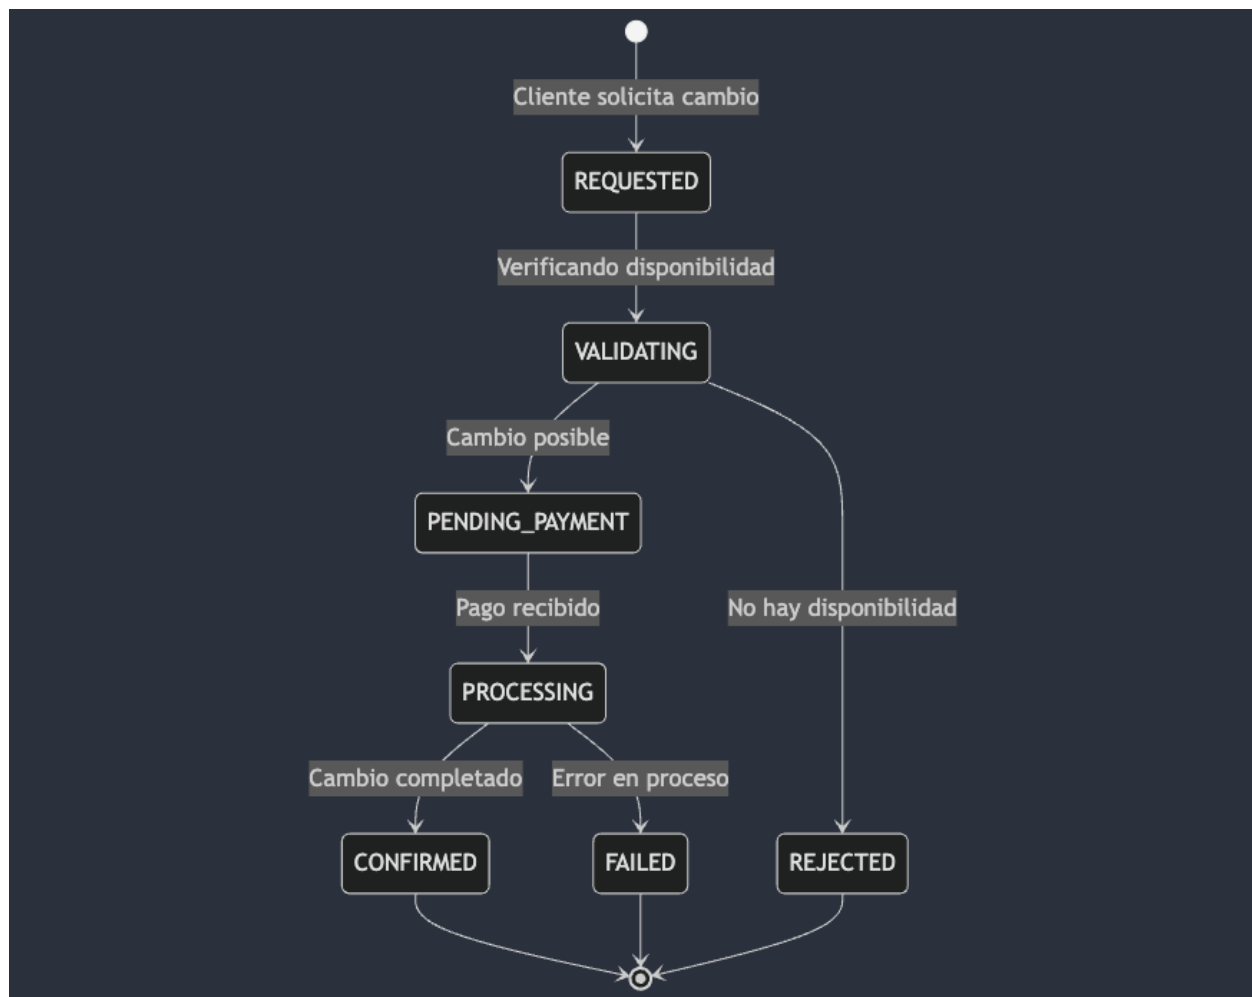 Cliente solicita cambio
REQUESTED
Verificando disponibilidad
VALIDATING
Cambio posible
PENDING_PAYMENT
Pago recibido
No hay disponibilidad
PROCESSING
Cambio completado
Error en proceso
CONFIRMED
FAILED
REJECTED